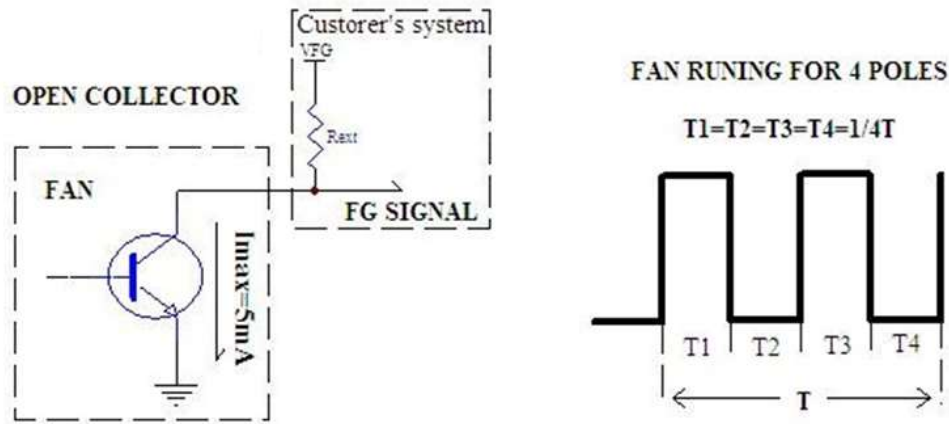 Custorer's system
VFG
Rext
FG SIGNAL
OPEN COLLECTOR
FAN
Imax=5mA
FAN RUNING FOR 4 POLES
T1=T2=T3=T4=1/4T
T1 T2 T3 T4
T